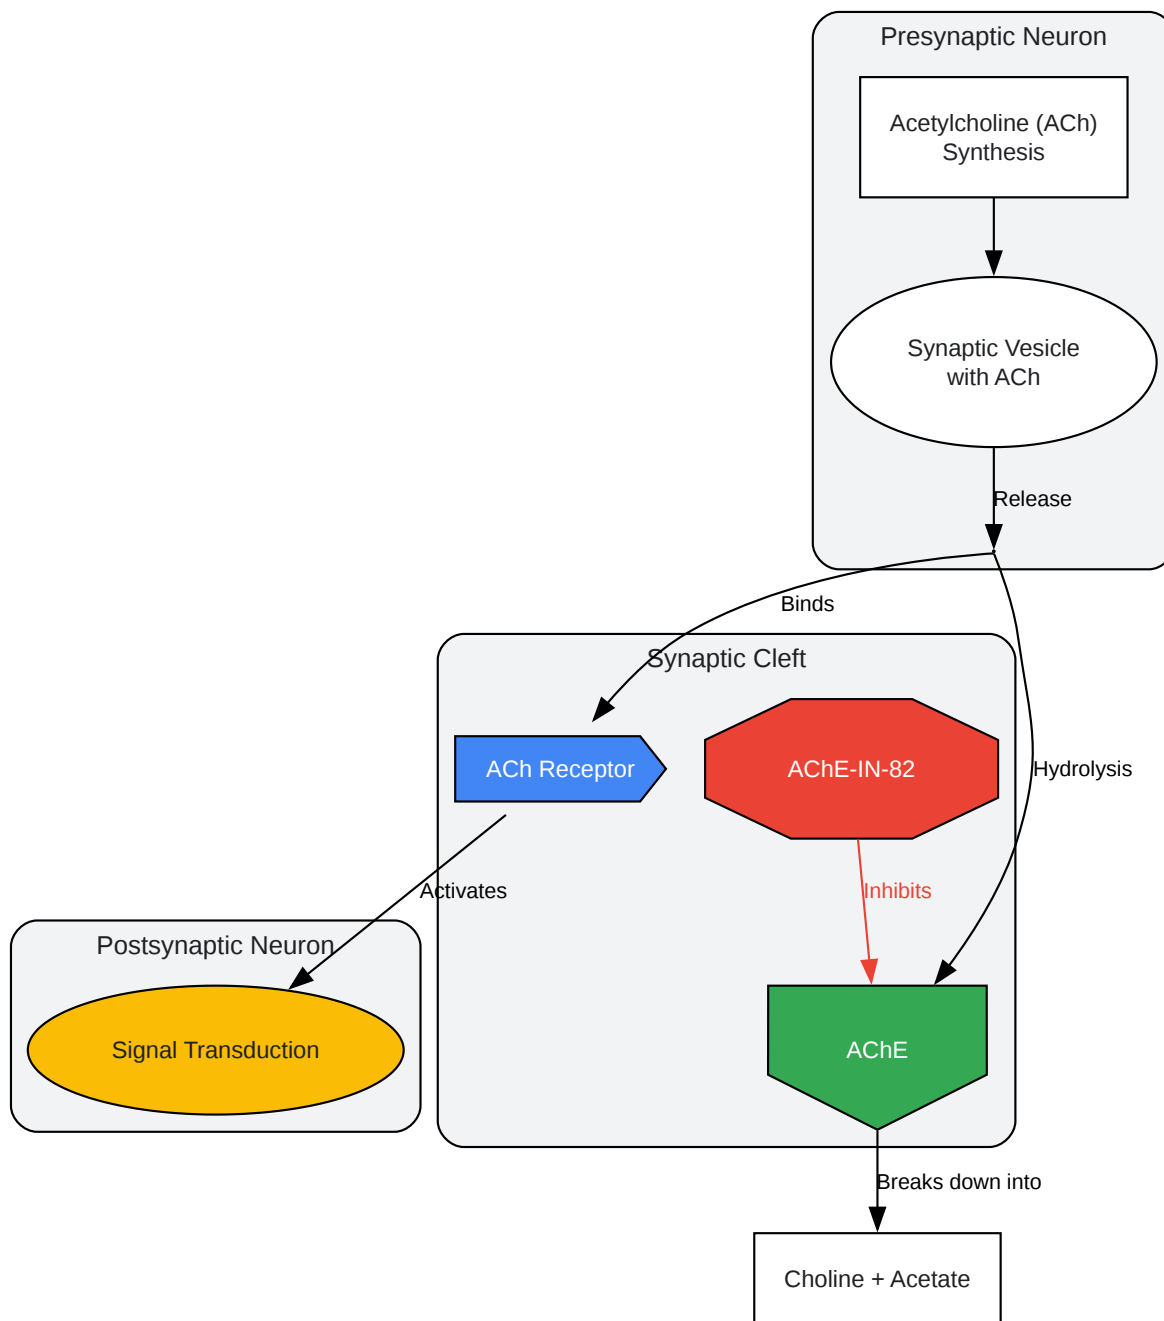 Presynaptic Neuron
Acetylcholine (ACh)
Synthesis
Synaptic Vesicle
with ACh
Release
Binds
Synaptic Cleft
ACh Receptor
AChE-IN-82
Hydrolysis
Activates
Inhibits
Postsynaptic Neuron
Signal Transduction
AChE
Breaks down into
Choline + Acetate